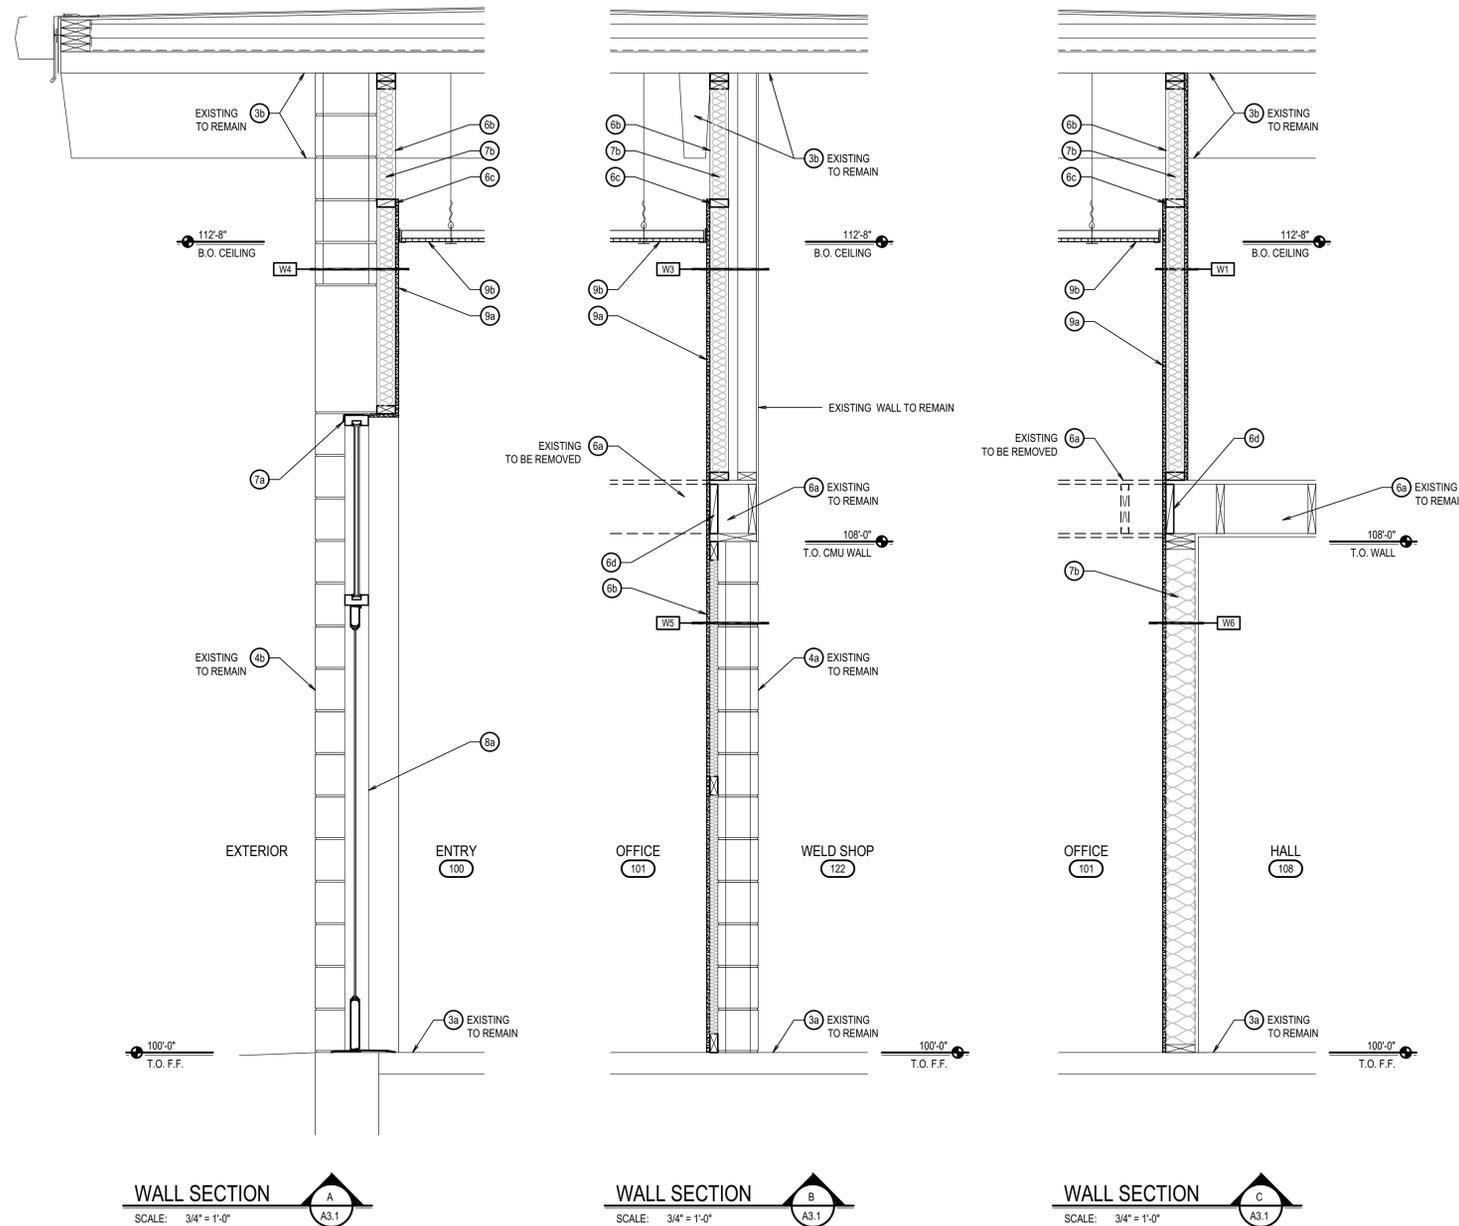 EXISTING 3b
TO REMAIN
6b
7b
6c
112'-8"
B.O. CEILING
W4
9b
9a
7a
EXISTING 4b
TO REMAIN
8a
EXTERIOR
ENTRY
100
3a EXISTING
TO REMAIN
100'-0"
T.O. F.F.
WALL SECTION
A
A3.1
SCALE: 3/4" = 1'-0"
6b
7b
6c
3b EXISTING
TO REMAIN
112'-8"
B.O. CEILING
W3
9b
9a
EXISTING WALL TO REMAIN
EXISTING 6a
TO BE REMOVED
6a EXISTING
TO REMAIN
108'-0"
T.O. CMU WALL
6d
6b
W5
4a EXISTING
TO REMAIN
OFFICE
101
WELD SHOP
122
3a EXISTING
TO REMAIN
100'-0"
T.O. F.F.
WALL SECTION
B
A3.1
SCALE: 3/4" = 1'-0"
3b EXISTING
TO REMAIN
6b
7b
6c
112'-8"
B.O. CEILING
W1
9b
9a
EXISTING 6a
TO BE REMOVED
6d
6a EXISTING
TO REMAI
108'-0"
T.O. WALL
7b
W6
OFFICE
101
HALL
108
3a EXISTING
TO REMAIN
100'-0"
T.O. F.F.
WALL SECTION
C
A3.1
SCALE: 3/4" = 1'-0"